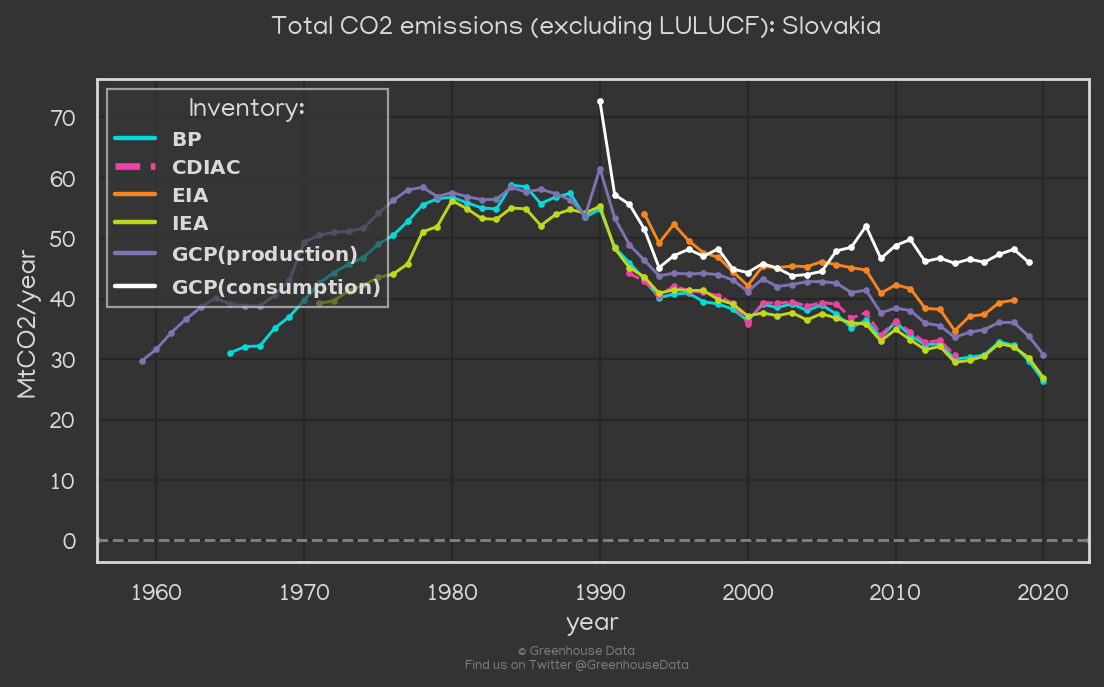 Total CO2 emissions (excluding LULUCF): Slovakia
Inventory:
BP
CDIAC
EIA
IEA
GCP(production)
GCP(consumption)
MtCO2/year
70
60
50
40
30
20
10
0
1960 1970 1980 1990 2000 2010 2020
year
© Greenhouse Data
Find us on Twitter @GreenhouseData